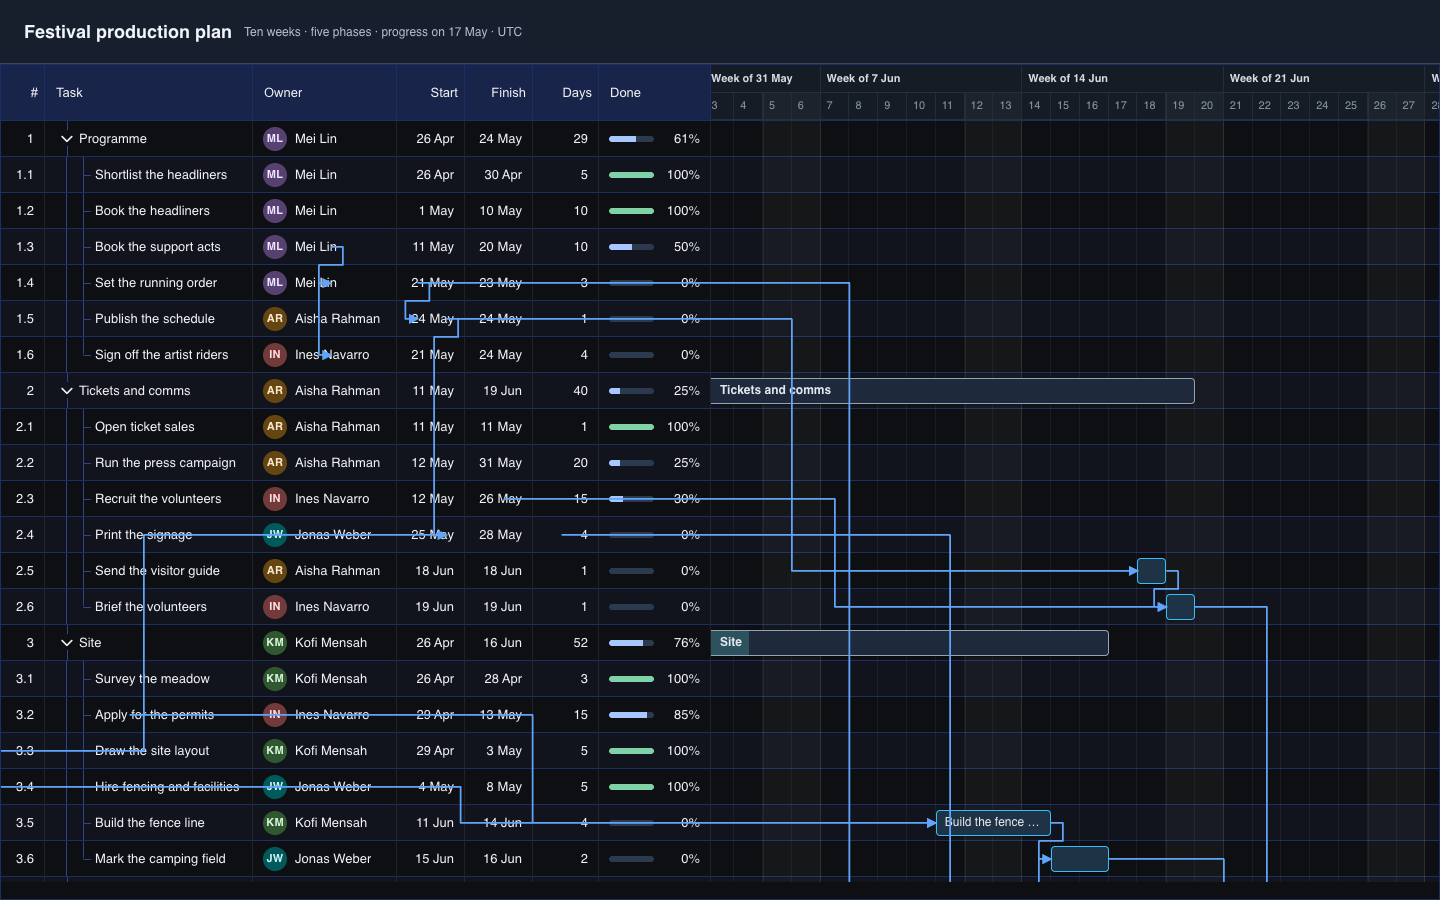 Festival production plan Ten weeks · five phases · progress on 17 May · UTC
# Task Owner Start Finish Days Done Week of 31 May Week of 7 Jun Week of 14 Jun Week of 21 Jun
3 4 5 6 7 8 9 10 11 12 13 14 15 16 17 18 19 20 21 22 23 24 25 26 27
1 Programme ML Mei Lin 26 Apr 24 May 29 61%
1.1 Shortlist the headliners ML Mei Lin 26 Apr 30 Apr 5 100%
1.2 Book the headliners ML Mei Lin 1 May 10 May 10 100%
1.3 Book the support acts ML Mei Lin 11 May 20 May 10 50%
1.4 Set the running order ML Mei Lin 21 May 23 May 3 0%
1.5 Publish the schedule AR Aisha Rahman 24 May 24 May 1 0%
1.6 Sign off the artist riders IN Ines Navarro 21 May 24 May 4 0%
2 Tickets and comms AR Aisha Rahman 11 May 19 Jun 40 25% Tickets and comms
2.1 Open ticket sales AR Aisha Rahman 11 May 11 May 1 100%
2.2 Run the press campaign AR Aisha Rahman 12 May 31 May 20 25%
2.3 Recruit the volunteers IN Ines Navarro 12 May 26 May 15 30%
2.4 Print the signage JW Jonas Weber 25 May 28 May 4 0%
2.5 Send the visitor guide AR Aisha Rahman 18 Jun 18 Jun 1 0%
2.6 Brief the volunteers IN Ines Navarro 19 Jun 19 Jun 1 0%
3 Site KM Kofi Mensah 26 Apr 16 Jun 52 76% Site
3.1 Survey the meadow KM Kofi Mensah 26 Apr 28 Apr 3 100%
3.2 Apply for the permits IN Ines Navarro 29 Apr 13 May 15 85%
3.3 Draw the site layout KM Kofi Mensah 29 Apr 3 May 5 100%
3.4 Hire fencing and facilities JW Jonas Weber 4 May 8 May 5 100%
3.5 Build the fence line KM Kofi Mensah 11 Jun 14 Jun 4 0% Build the fence …
3.6 Mark the camping field JW Jonas Weber 15 Jun 16 Jun 2 0%